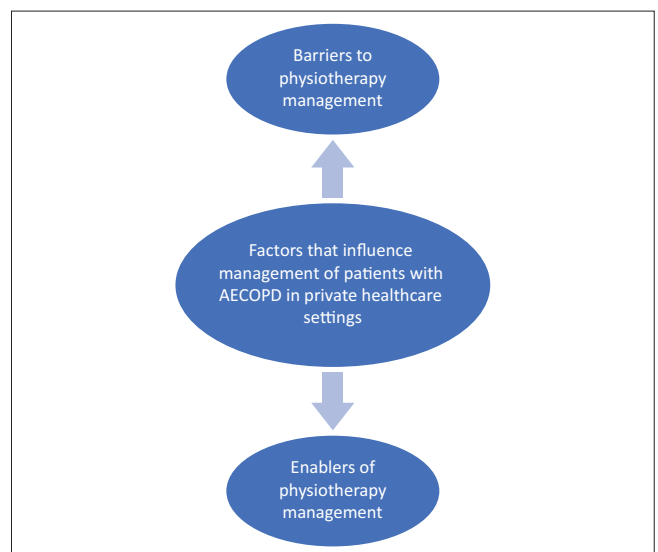 Barriers to
physiotherapy
management
Factors that influence
management of patients with
AECOPD in private healthcare
settings
Enablers of
physiotherapy
management